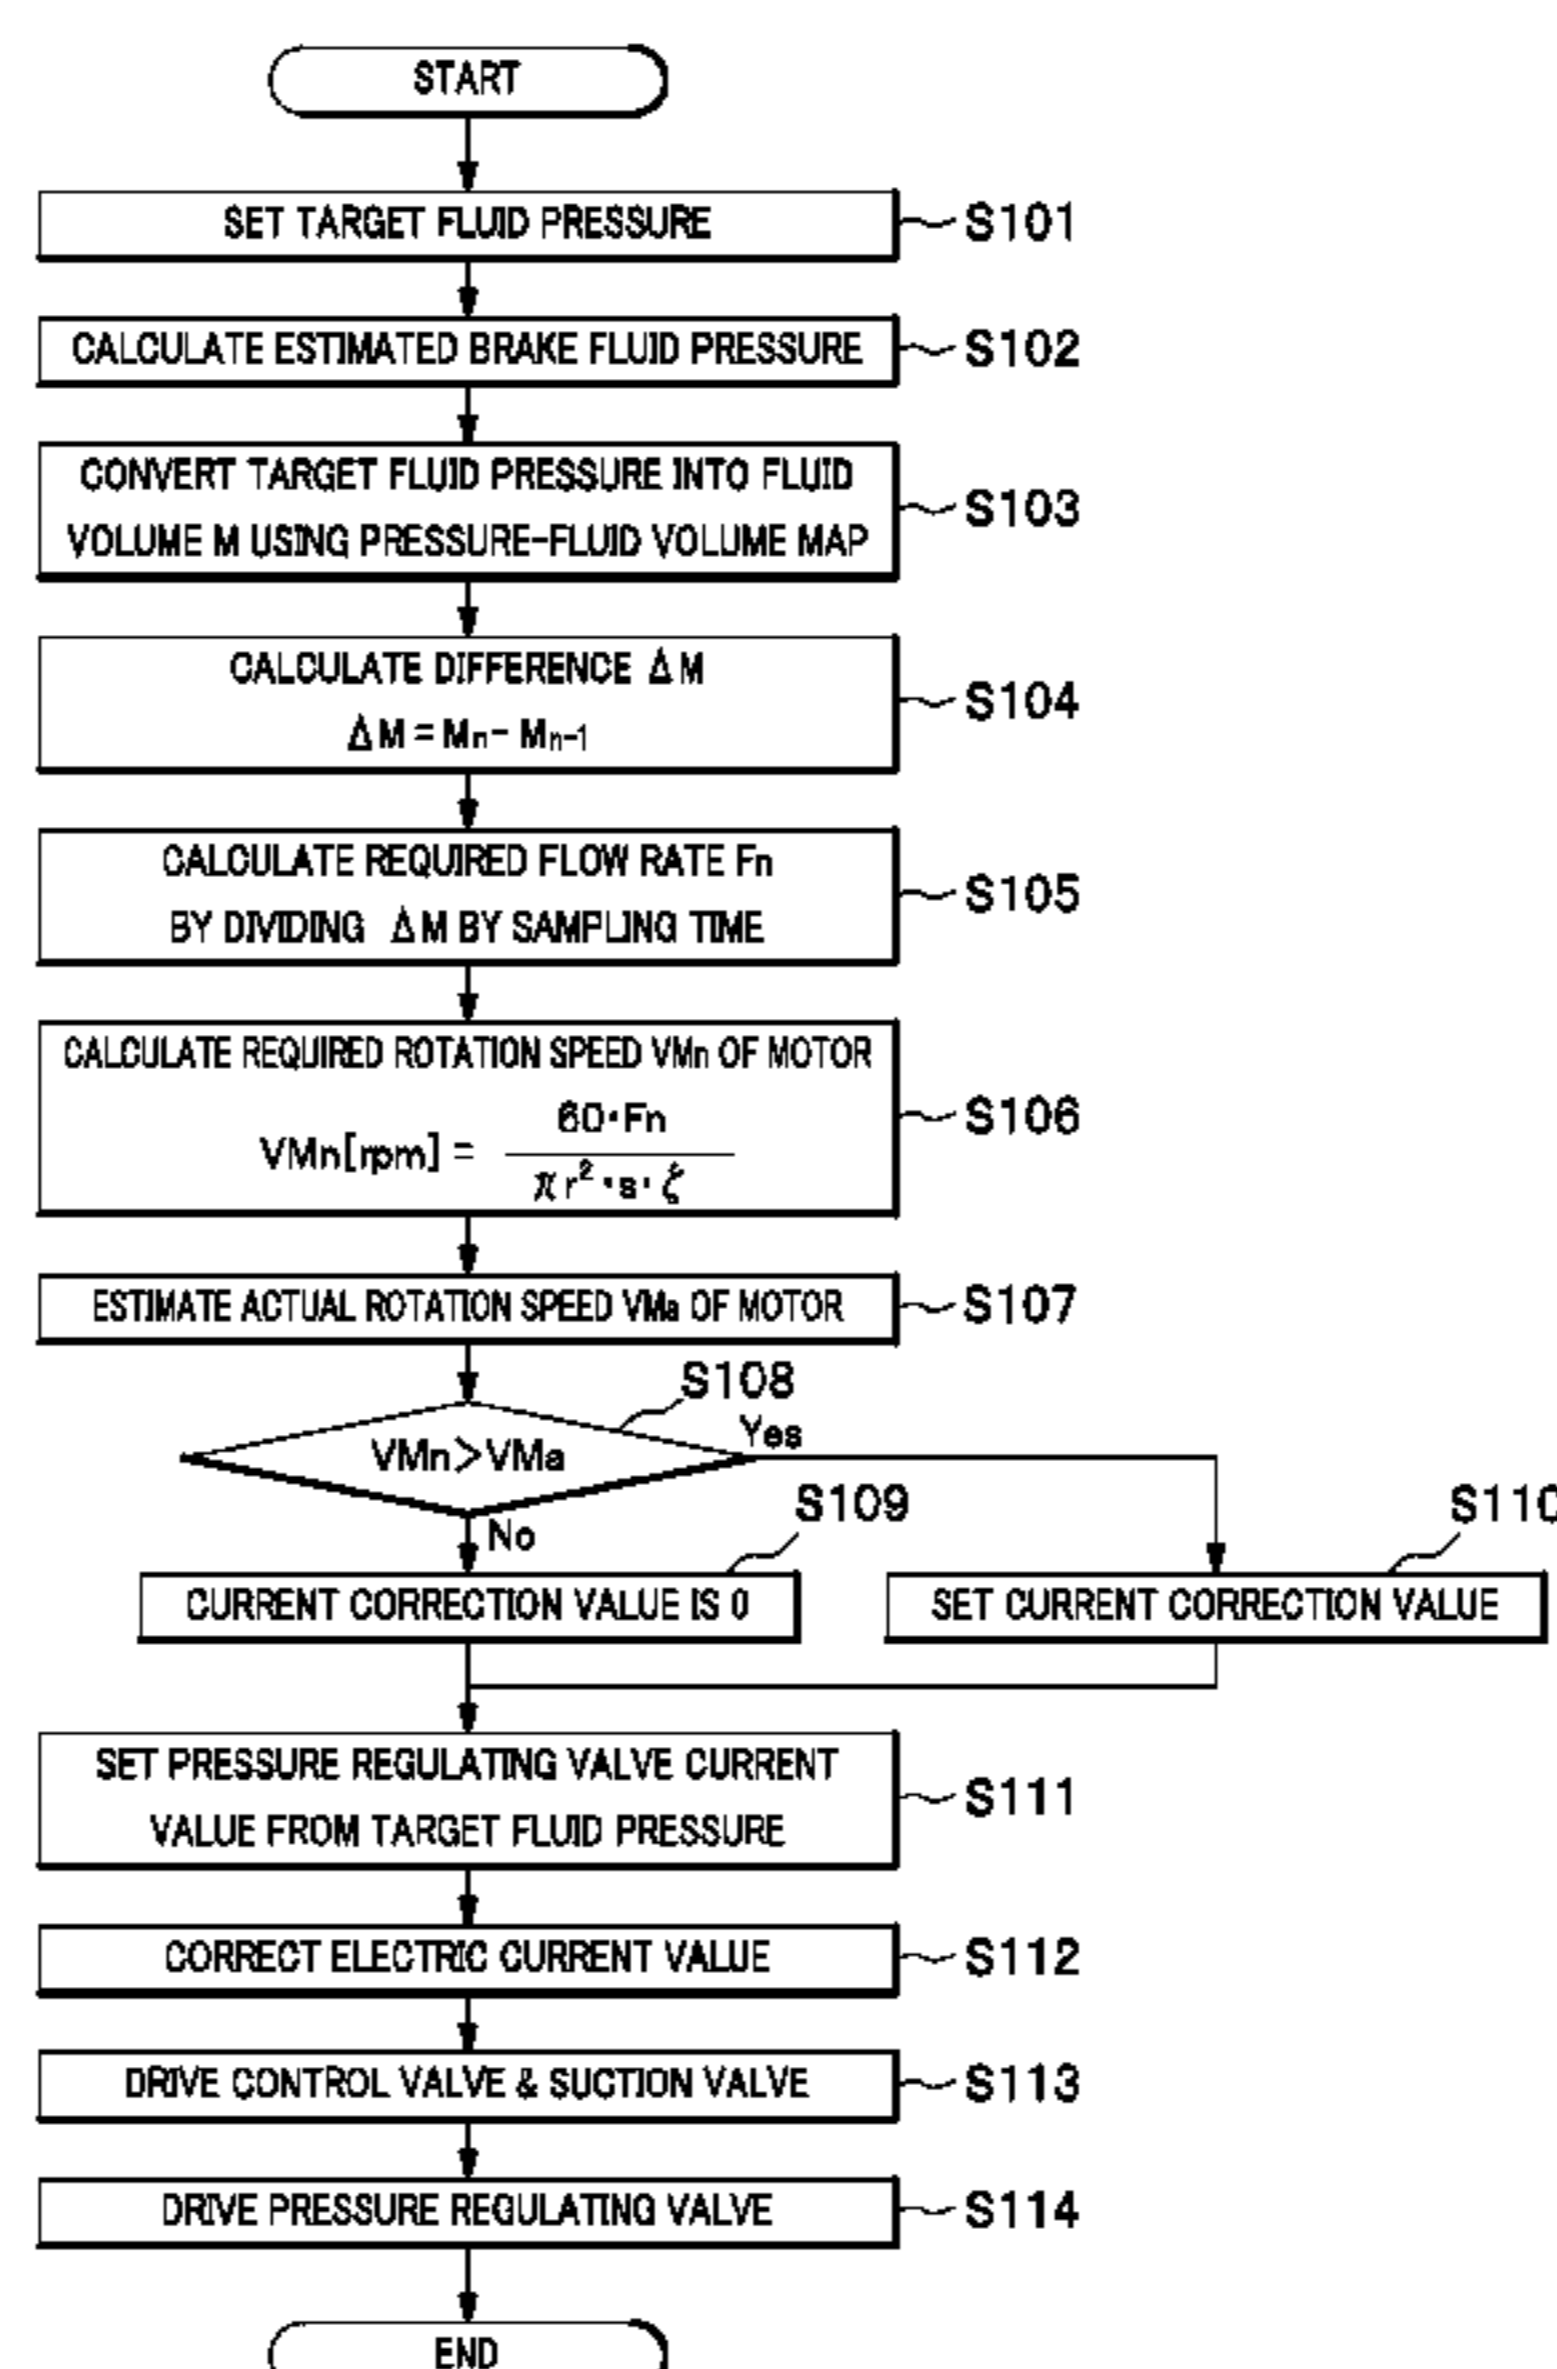 START
SET TARGET FLUID PRESSURE
S101
CALCULATE ESTIMATED BRAKE FLUID PRESSURE
S102
CONVERT TARGET FLUID PRESSURE INTO FLUID
VOLUME M USING PRESSURE-FLUID VOLUME MAP
S103
CALCULATE DIFFERENCE ΔM
ΔM = Mn- Mn-1
S104
CALCULATE REQUIRED FLOW RATE Fn
BY DIVIDING ΔM BY SAMPLING TIME
S105
CALCULATE REQUIRED ROTATION SPEED VMn OF MOTOR
60·Fn
VMn[rpm] =
πr²·s·ζ
S106
ESTIMATE ACTUAL ROTATION SPEED VMa OF MOTOR
S107
S108
VMn>VMa
Yes
No
S109
CURRENT CORRECTION VALUE IS 0
S110
SET CURRENT CORRECTION VALUE
SET PRESSURE REGULATING VALVE CURRENT
VALUE FROM TARGET FLUID PRESSURE
S111
CORRECT ELECTRIC CURRENT VALUE
S112
DRIVE CONTROL VALVE & SUCTION VALVE
S113
DRIVE PRESSURE REGULATING VALVE
S114
END